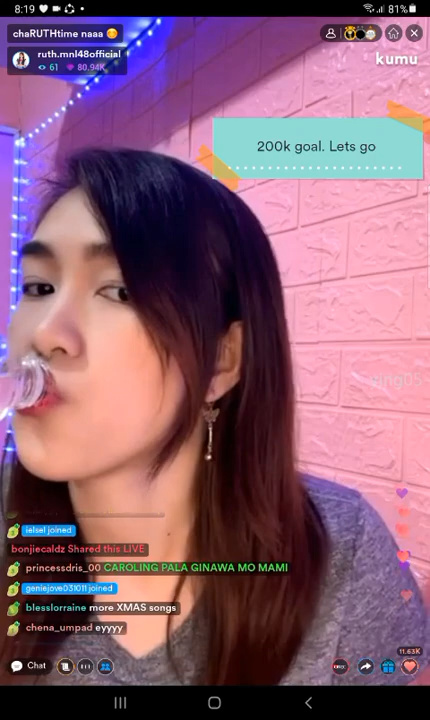 8:19
81%
chaRUTHtime naaa
ruth.mnl48official
61 80.94K
kumu
200k goal. Lets go
ielsel joined
bonjiecaldz Shared this LIVE
princessdris_00 CAROLING PALA GINAWA MO MAMI
geniejove031011 joined
blesslorraine more XMAS songs
chena_umpad eyyyy
11.63K
Chat